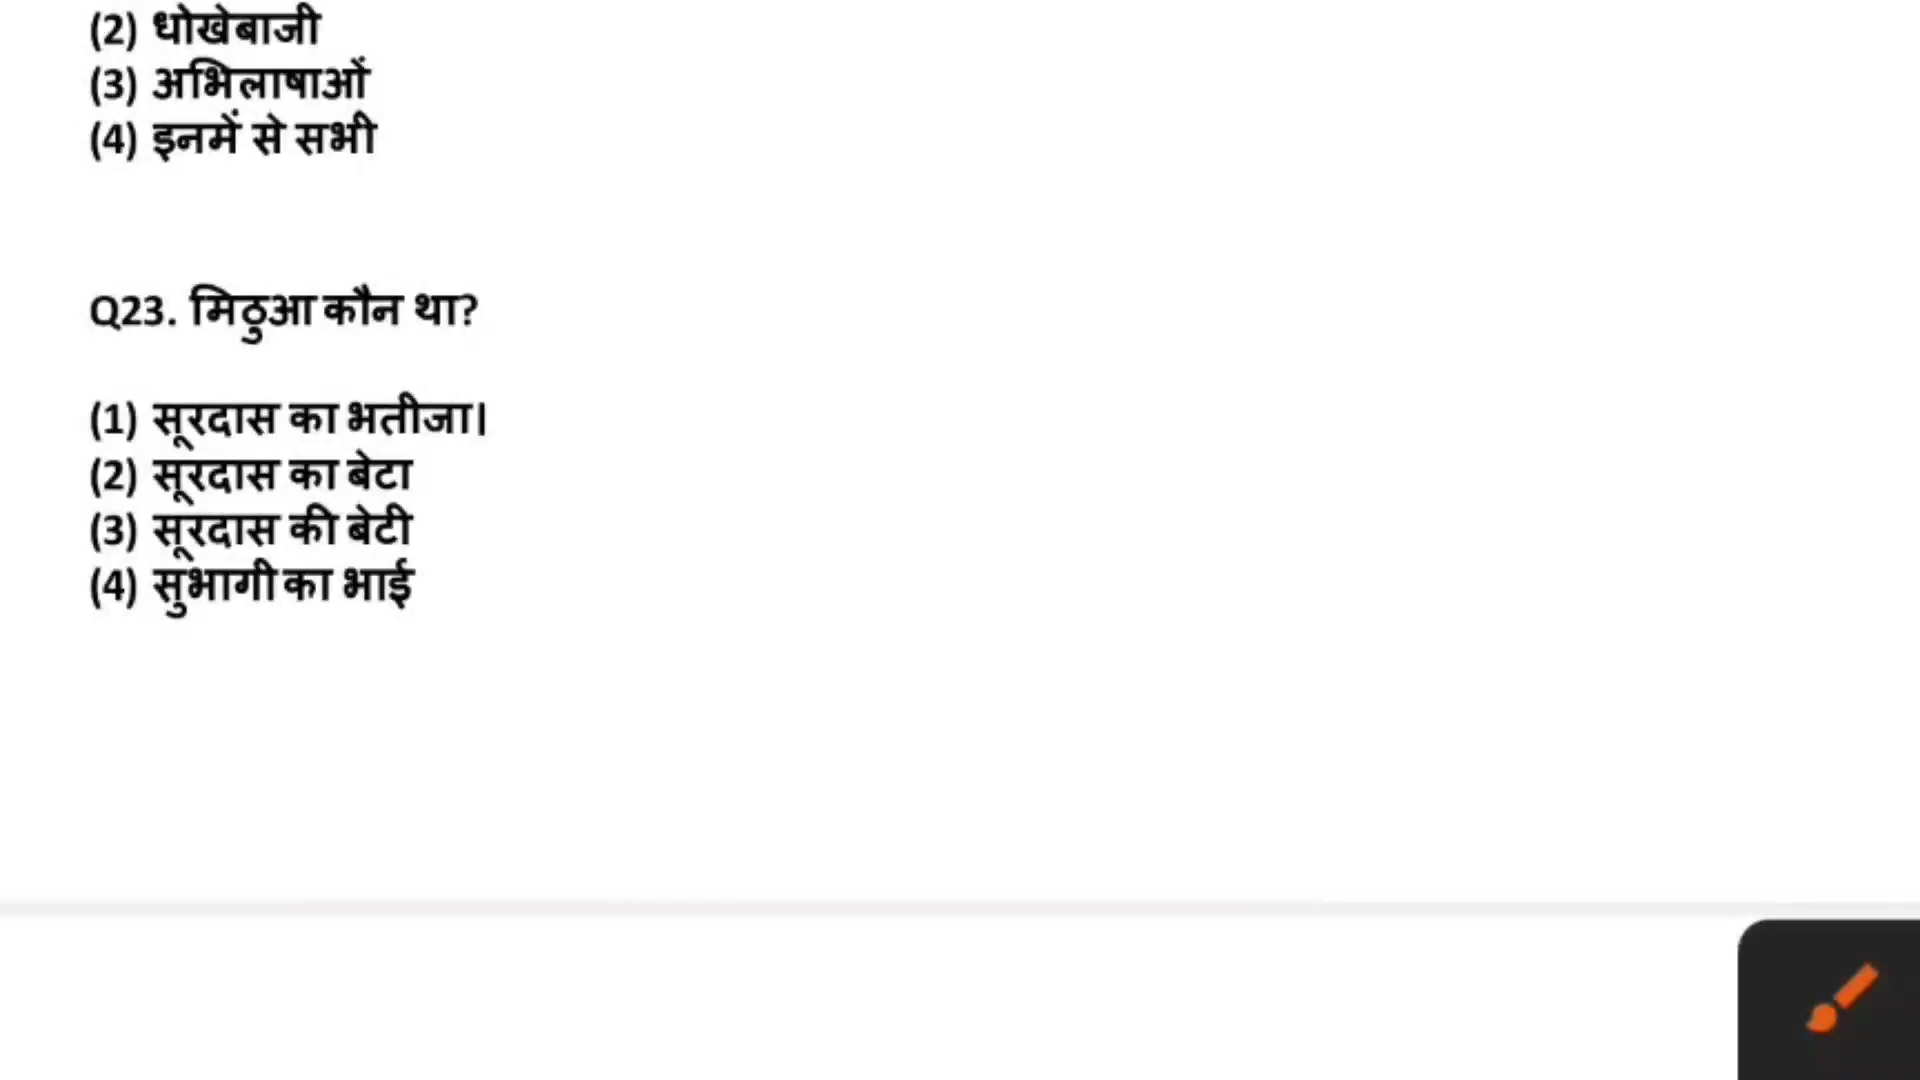 (2) धोखेबाजी
(3) अभिलाषाओं
(4) इनमें से सभी
Q23. मिठुआ कौन था?
(1) सूरदास का भतीजा।
(2) सूरदास का बेटा
(3) सूरदास की बेटी
(4) सुभागी का भाई